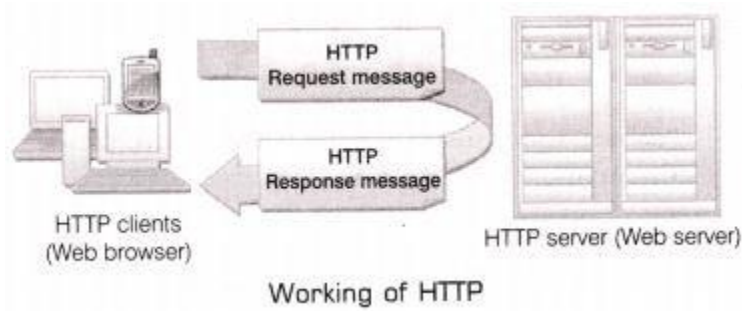 HTTP
Request message
HTTP
Response message
HTTP clients
(Web browser)
HTTP server (Web server)
Working of HTTP